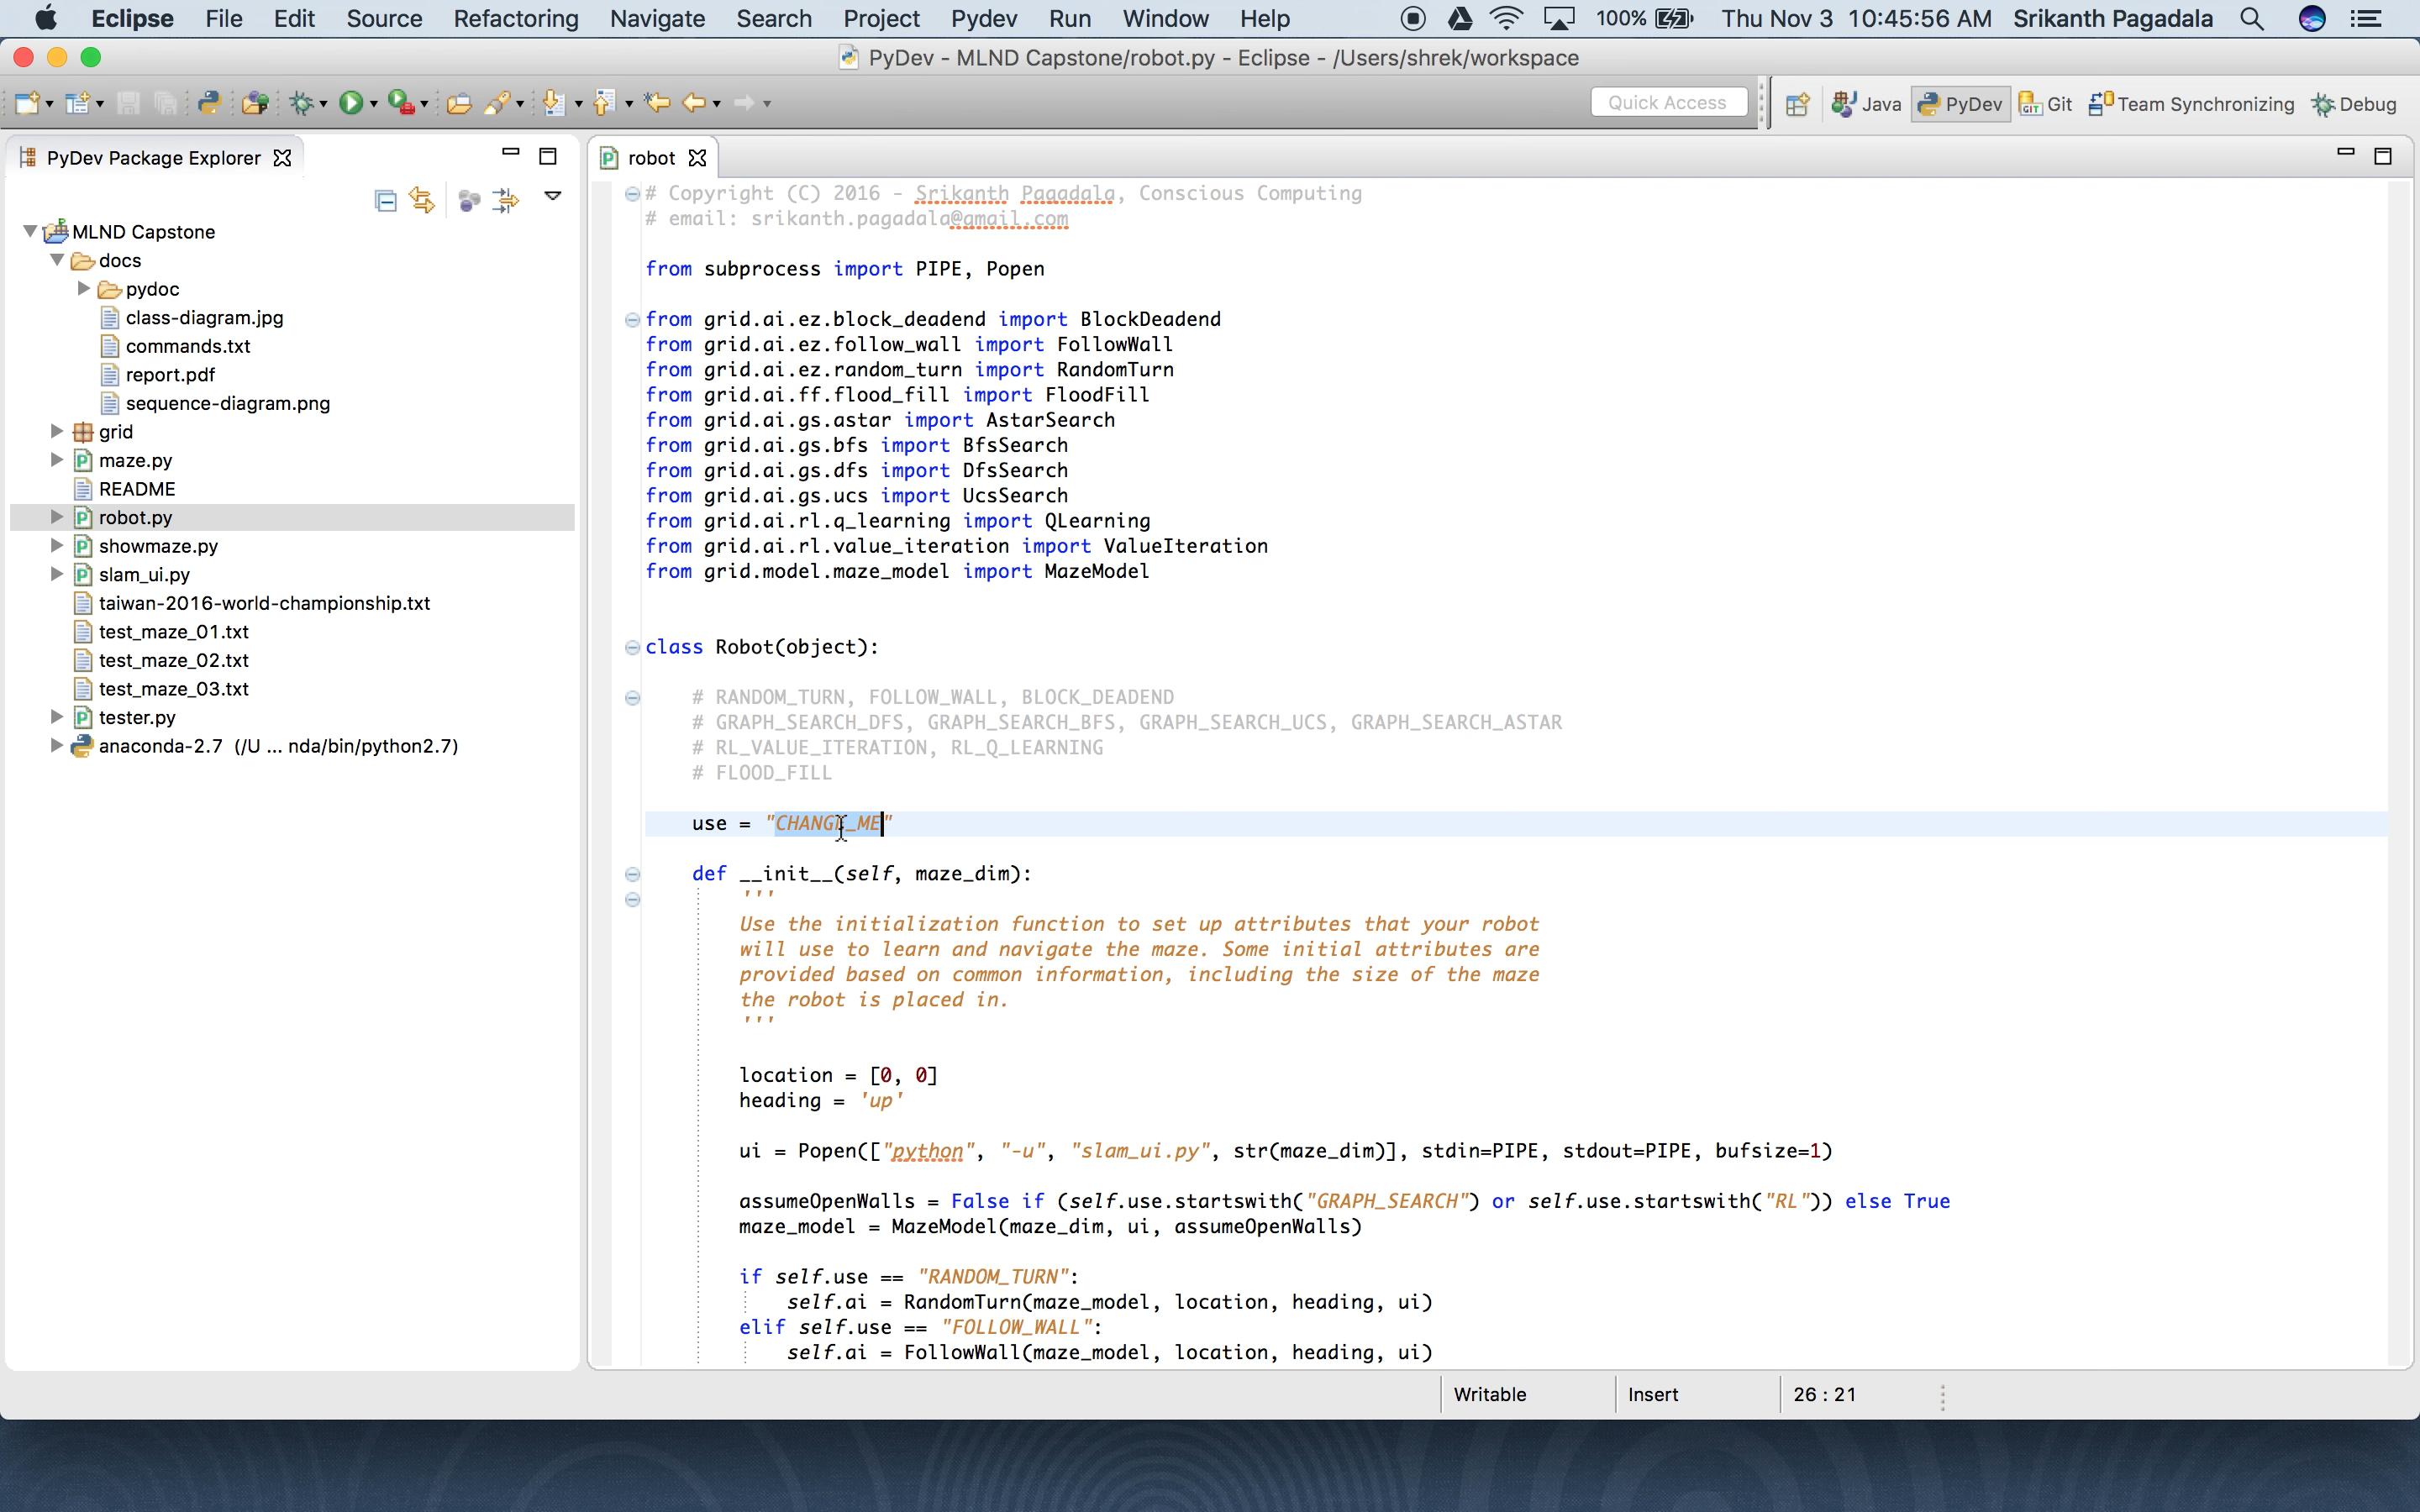 Eclipse File Edit Source Refactoring Navigate Search Project Pydev Run Window Help 100% Thu Nov 3 10:45:56 AM Srikanth Pagadala
PyDev - MLND Capstone/robot.py - Eclipse - /Users/shrek/workspace
Quick Access Java PyDev Git Team Synchronizing Debug
PyDev Package Explorer
MLND Capstone
docs
pydoc
class-diagram.jpg
commands.txt
report.pdf
sequence-diagram.png
grid
maze.py
README
robot.py
showmaze.py
slam_ui.py
taiwan-2016-world-championship.txt
test_maze_01.txt
test_maze_02.txt
test_maze_03.txt
tester.py
anaconda-2.7 (/U ... nda/bin/python2.7)
robot
# Copyright (C) 2016 - Srikanth Pagadala, Conscious Computing
# email: srikanth.pagadala@gmail.com
from subprocess import PIPE, Popen
from grid.ai.ez.block_deadend import BlockDeadend
from grid.ai.ez.follow_wall import FollowWall
from grid.ai.ez.random_turn import RandomTurn
from grid.ai.ff.flood_fill import FloodFill
from grid.ai.gs.astar import AstarSearch
from grid.ai.gs.bfs import BfsSearch
from grid.ai.gs.dfs import DfsSearch
from grid.ai.gs.ucs import UcsSearch
from grid.ai.rl.q_learning import QLearning
from grid.ai.rl.value_iteration import ValueIteration
from grid.model.maze_model import MazeModel
class Robot(object):
# RANDOM_TURN, FOLLOW_WALL, BLOCK_DEADEND
# GRAPH_SEARCH_DFS, GRAPH_SEARCH_BFS, GRAPH_SEARCH_UCS, GRAPH_SEARCH_ASTAR
# RL_VALUE_ITERATION, RL_Q_LEARNING
# FLOOD_FILL
use = "CHANGE_ME"
def __init__(self, maze_dim):
'''
Use the initialization function to set up attributes that your robot
will use to learn and navigate the maze. Some initial attributes are
provided based on common information, including the size of the maze
the robot is placed in.
'''
location = [0, 0]
heading = 'up'
ui = Popen(["python", "-u", "slam_ui.py", str(maze_dim)], stdin=PIPE, stdout=PIPE, bufsize=1)
assumeOpenWalls = False if (self.use.startswith("GRAPH_SEARCH") or self.use.startswith("RL")) else True
maze_model = MazeModel(maze_dim, ui, assumeOpenWalls)
if self.use == "RANDOM_TURN":
self.ai = RandomTurn(maze_model, location, heading, ui)
elif self.use == "FOLLOW_WALL":
self.ai = FollowWall(maze_model, location, heading, ui)
Writable Insert 26 : 21